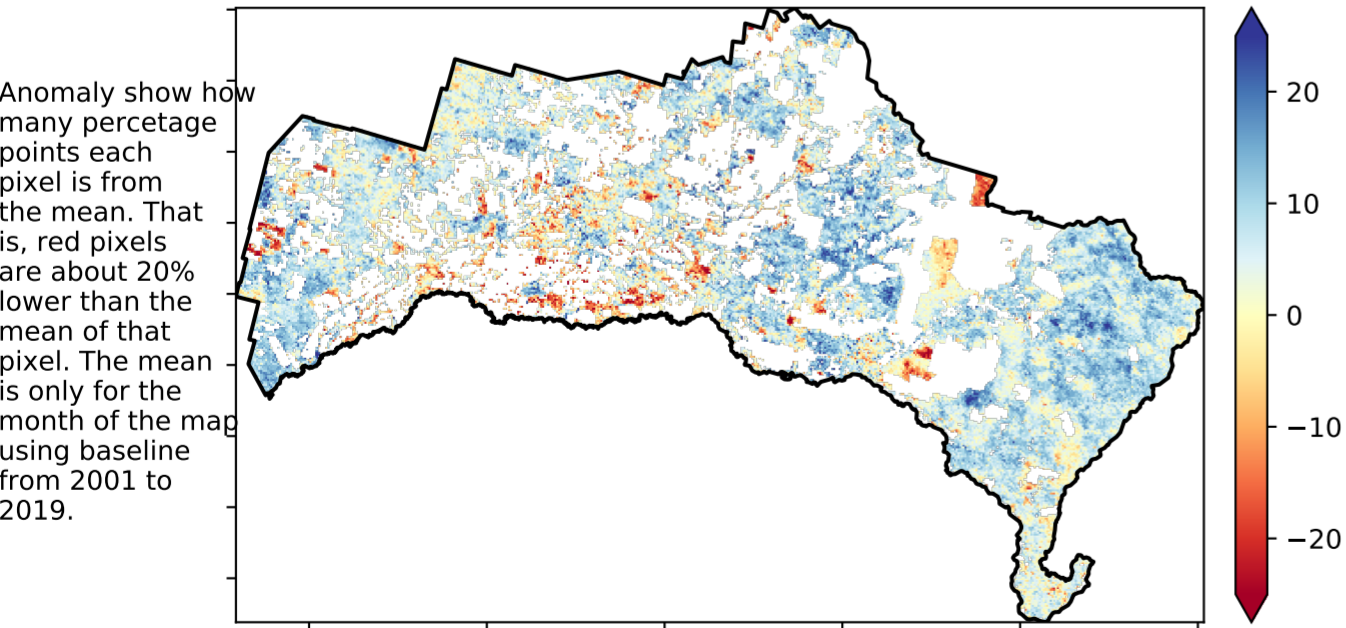 Anomaly show how
many percetage
points each
pixel is from
the mean. That
is, red pixels
are about 20%
lower than the
mean of that
pixel. The mean
is only for the
month of the map
using baseline
from 2001 to
2019.
20
10
0
−10
−20